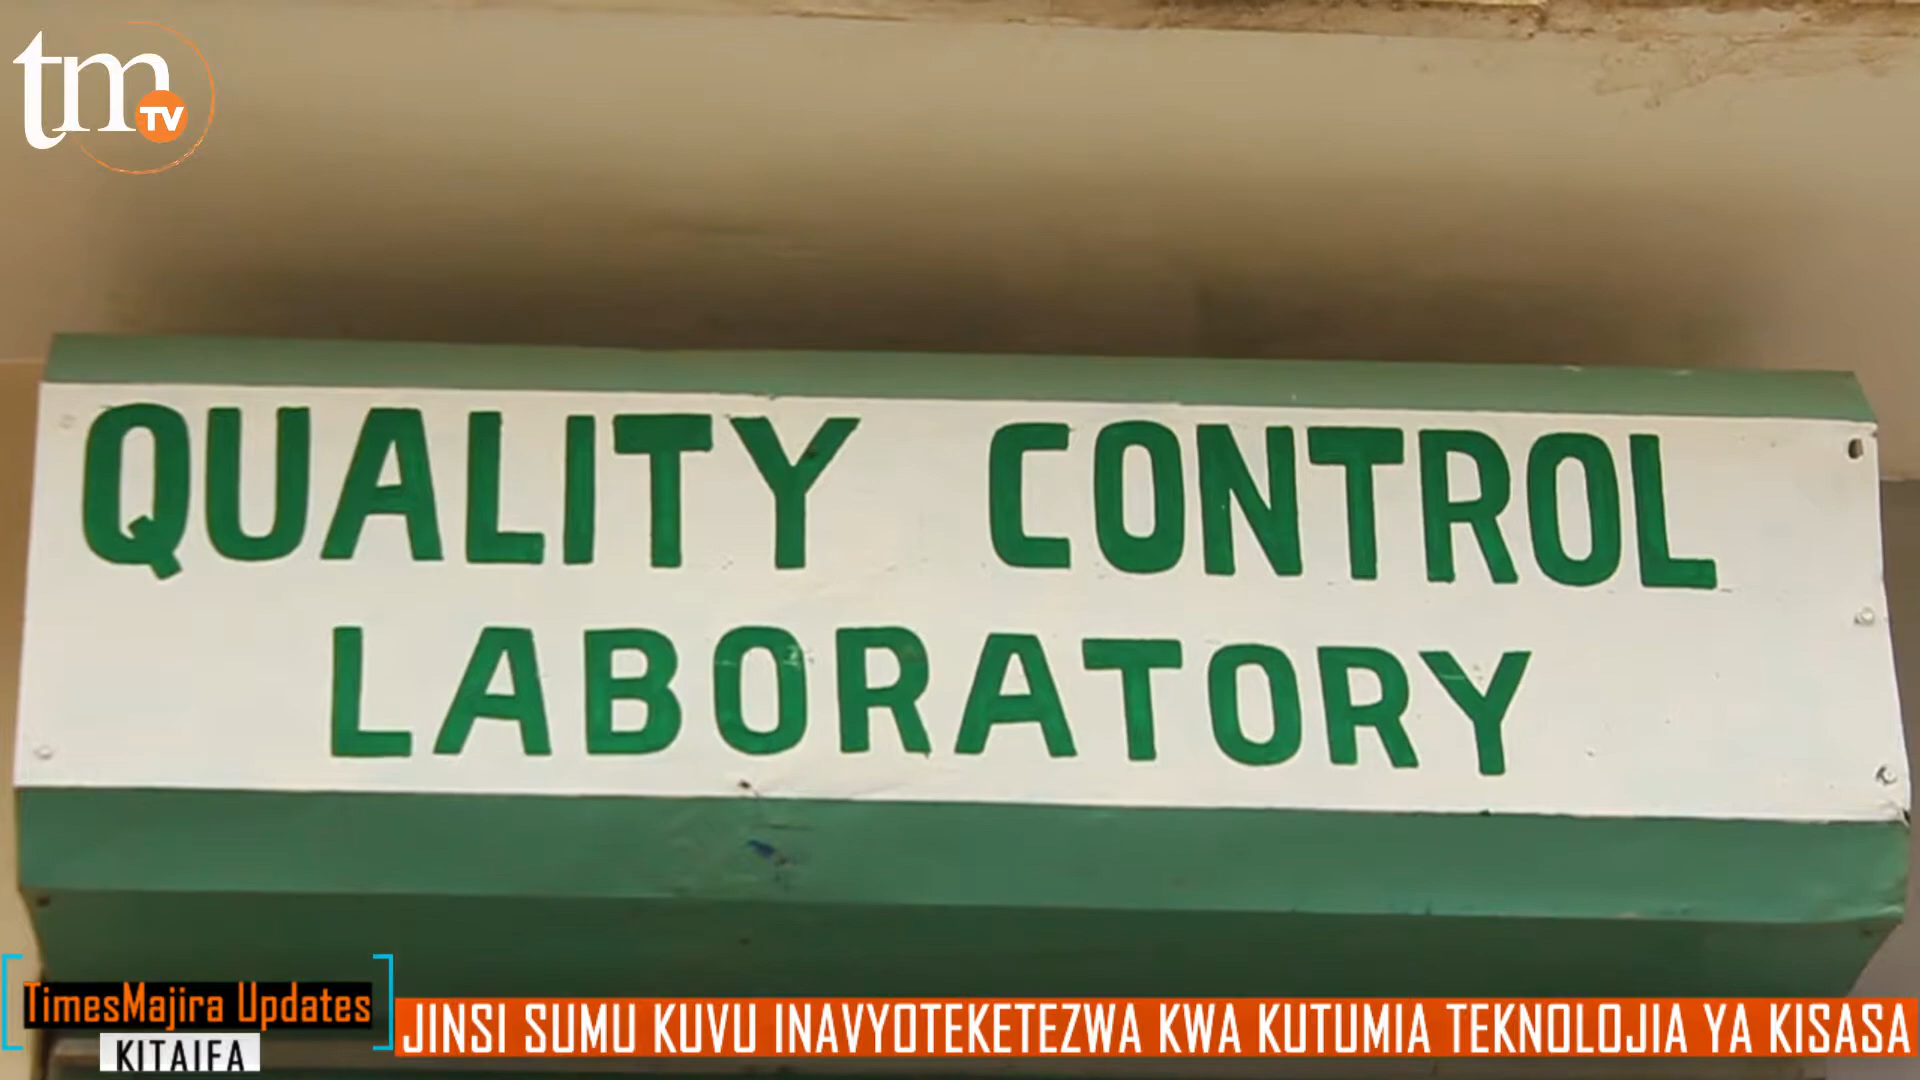 tm
TV
QUALITY CONTROL
LABORATORY
TimesMajira Updates
KITAIFA
JINSI SUMU KUVU INAVYOTEKETEZWA KWA KUTUMIA TEKNOLOJIA YA KISASA